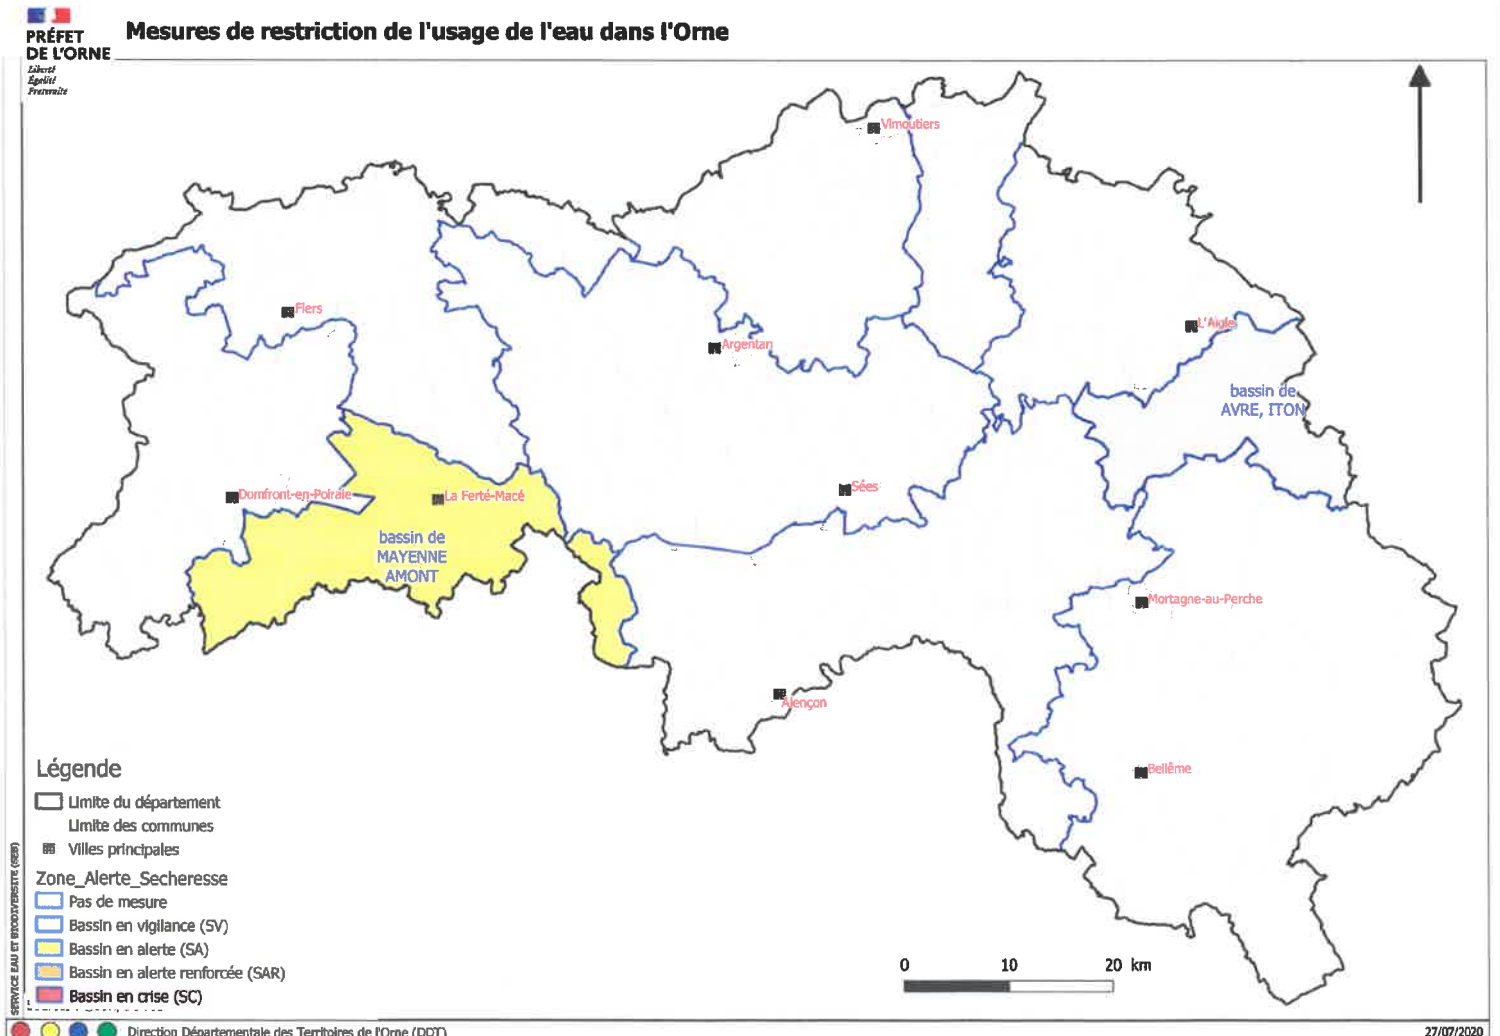 PRÉFET
DE L'ORNE
Liberté
Égalité
Fraternité
Mesures de restriction de l'usage de l'eau dans l'Orne
Vimoutiers
Flers
L'Aigle
Argentan
bassin de
AVRE, ITON
Domfront-en-Poiraie
La Ferté-Macé
Sées
bassin de
MAYENNE
AMONT
Mortagne-au-Perche
Alençon
Bellême
Légende
Limite du département
Limite des communes
Villes principales
Zone_Alerte_Secheresse
Pas de mesure
Bassin en vigilance (SV)
Bassin en alerte (SA)
Bassin en alerte renforcée (SAR)
Bassin en crise (SC)
0 10 20 km
SERVICE EAU ET BIODIVERSITE (SEB)
Direction Départementale des Territoires de l'Orne (DDT)
27/07/2020